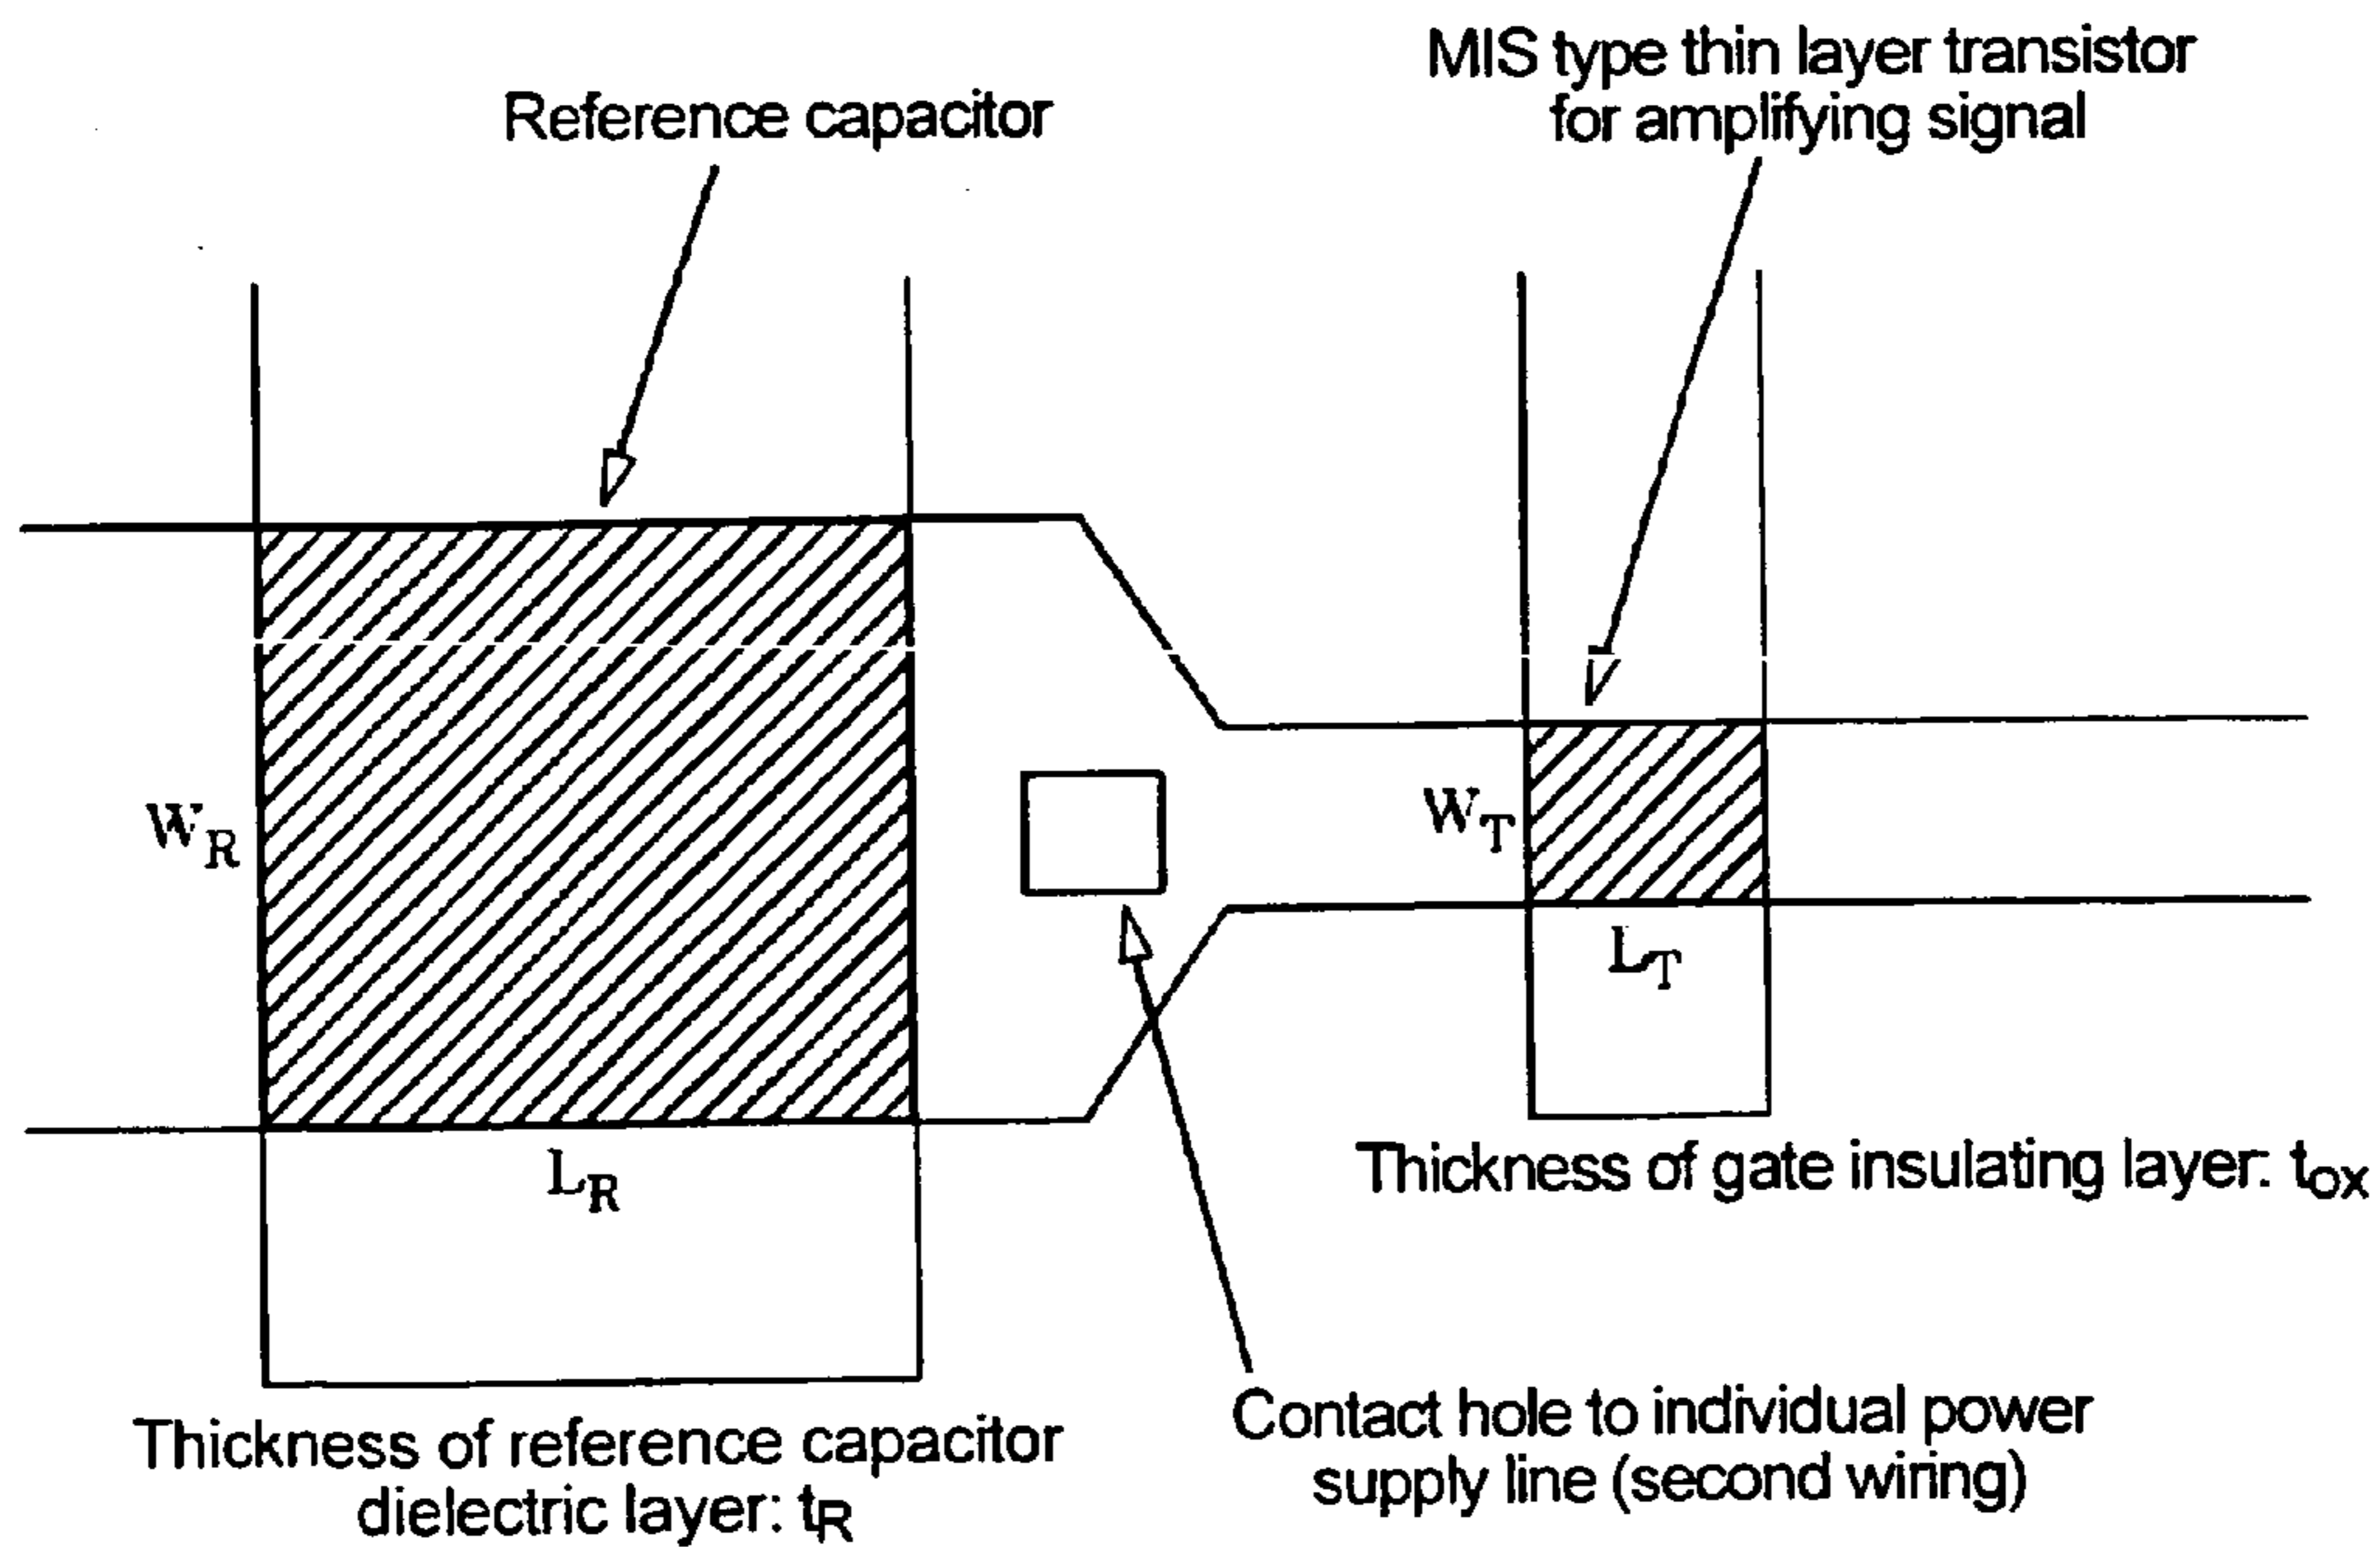 MIS type thin layer transistor
for amplifying signal
Reference capacitor
W_R
W_T
L_T
L_R
Thickness of gate insulating layer: t_ox
Contact hole to individual power
supply line (second wiring)
Thickness of reference capacitor
dielectric layer: t_R